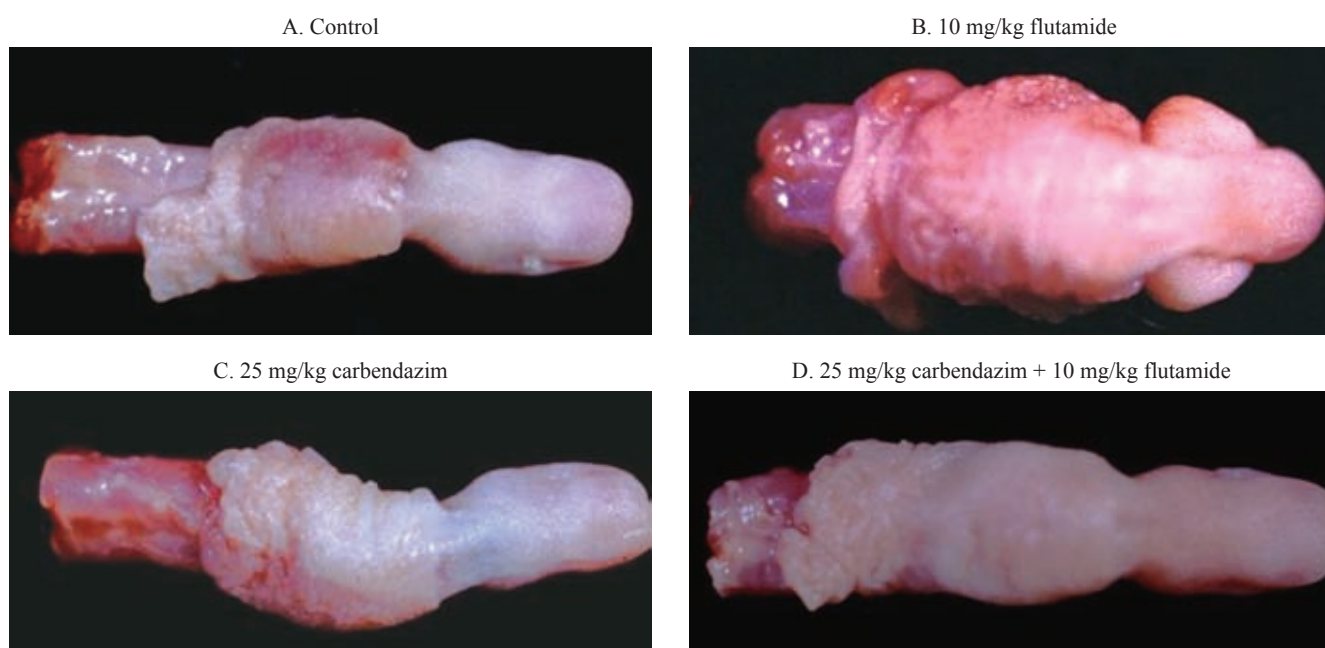 A. Control
B. 10 mg/kg flutamide
C. 25 mg/kg carbendazim
D. 25 mg/kg carbendazim + 10 mg/kg flutamide